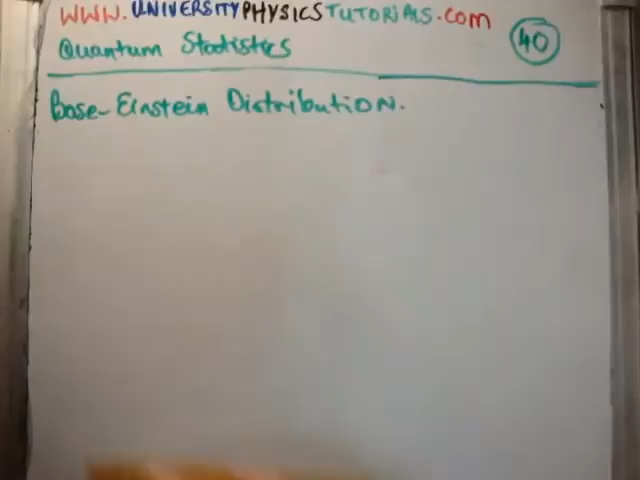 WWW.UNIVERSITYPHYSICSTUTORIALS.COM
Quantum Statistics
40
Bose-Einstein Distribution.